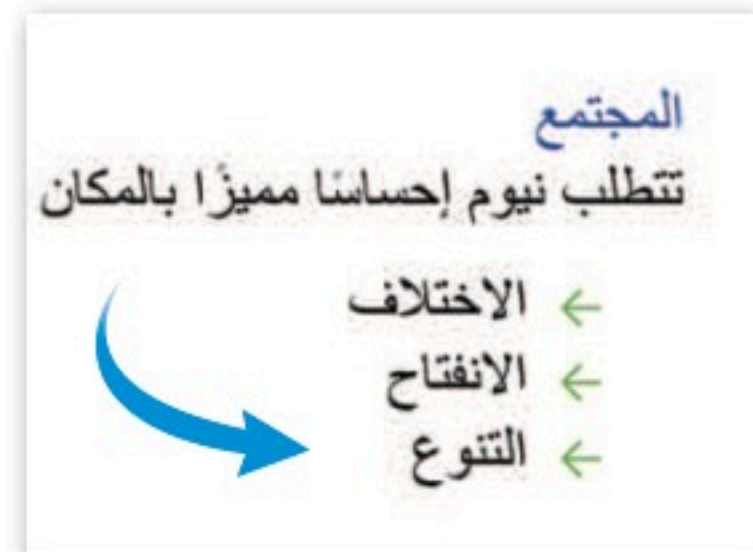 المجتمع
تتطلب نيوم إحساسًا مميزًا بالمكان
← الاختلاف
← الانفتاح
← التنوع